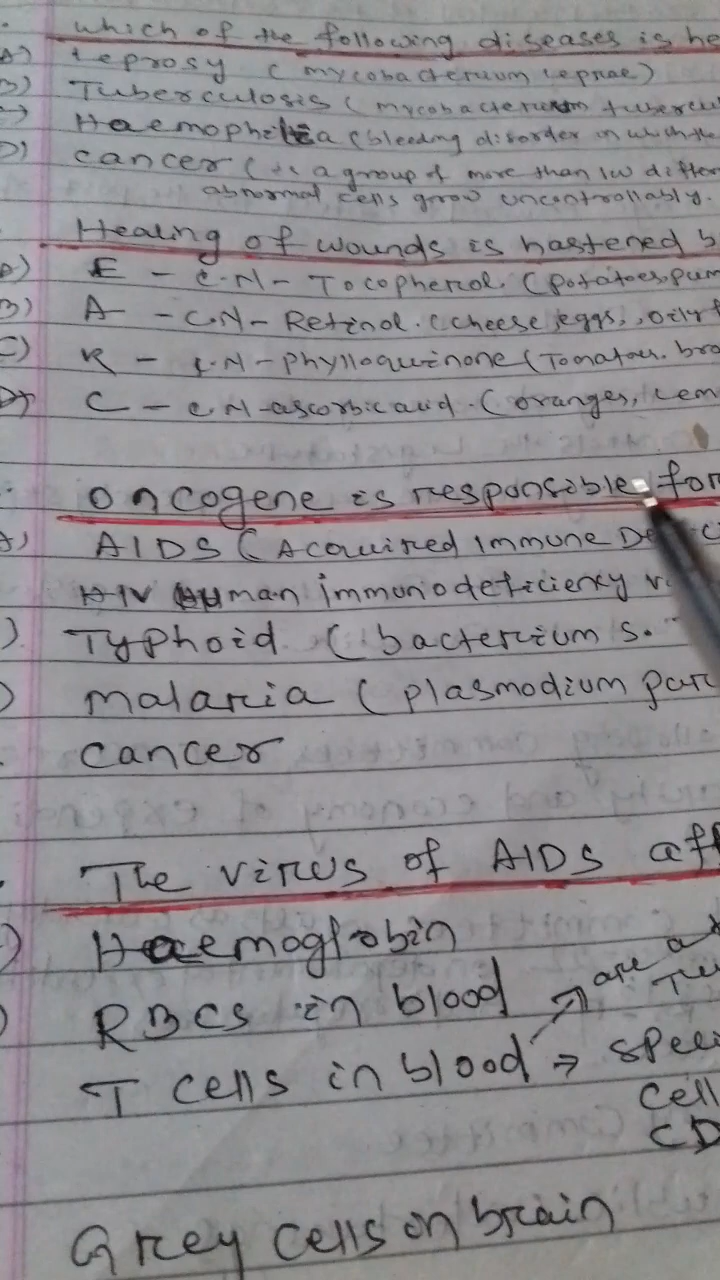 which of the following diseases is he
A) Leprosy (mycobacterium leprae)
B) Tuberculosis (mycobacterium tubercu
C) Haemophilia (bleeding disorder in which the
D) cancer ( is a group of more than 100 differ
abnormal cells grow uncontrollably.
Healing of wounds is hastened b
A) E - C.N - Tocopherol. (potatoes, pum
B) A - C.N - Retinol. (cheese, eggs,, oily f
C) K - C.N - phylloquinone (Tomatoes. bro
D) C - C.N - ascorbic acid. (oranges, lem
oncogene is responsible for
A) AIDS (Acquired Immune De
HIV Human immunodeficiency v
) Typhoid (bacterium s.
) malaria (plasmodium par
cancer
The virus of AIDS aff
) Haemoglobin
) RBCS in blood
are a
T cells in blood → spec
cell
CD
Grey cells on brain